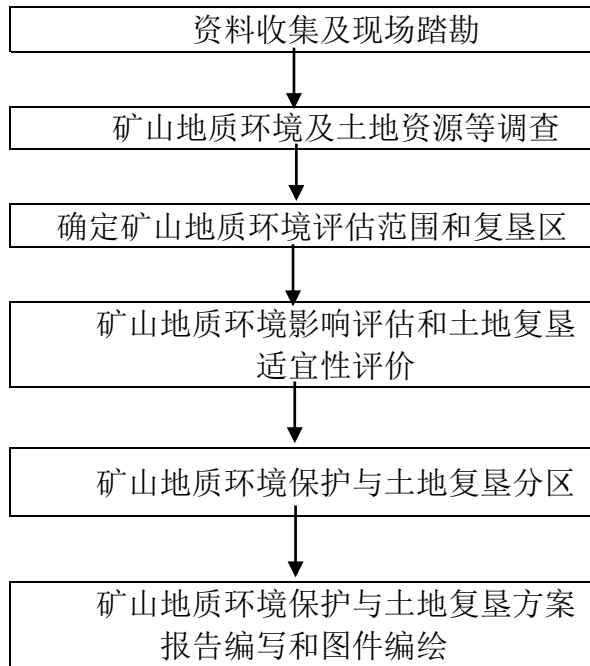 资料收集及现场踏勘
矿山地质环境及土地资源等调查
确定矿山地质环境评估范围和复垦区
矿山地质环境影响评估和土地复垦
适宜性评价
矿山地质环境保护与土地复垦分区
矿山地质环境保护与土地复垦方案
报告编写和图件编绘